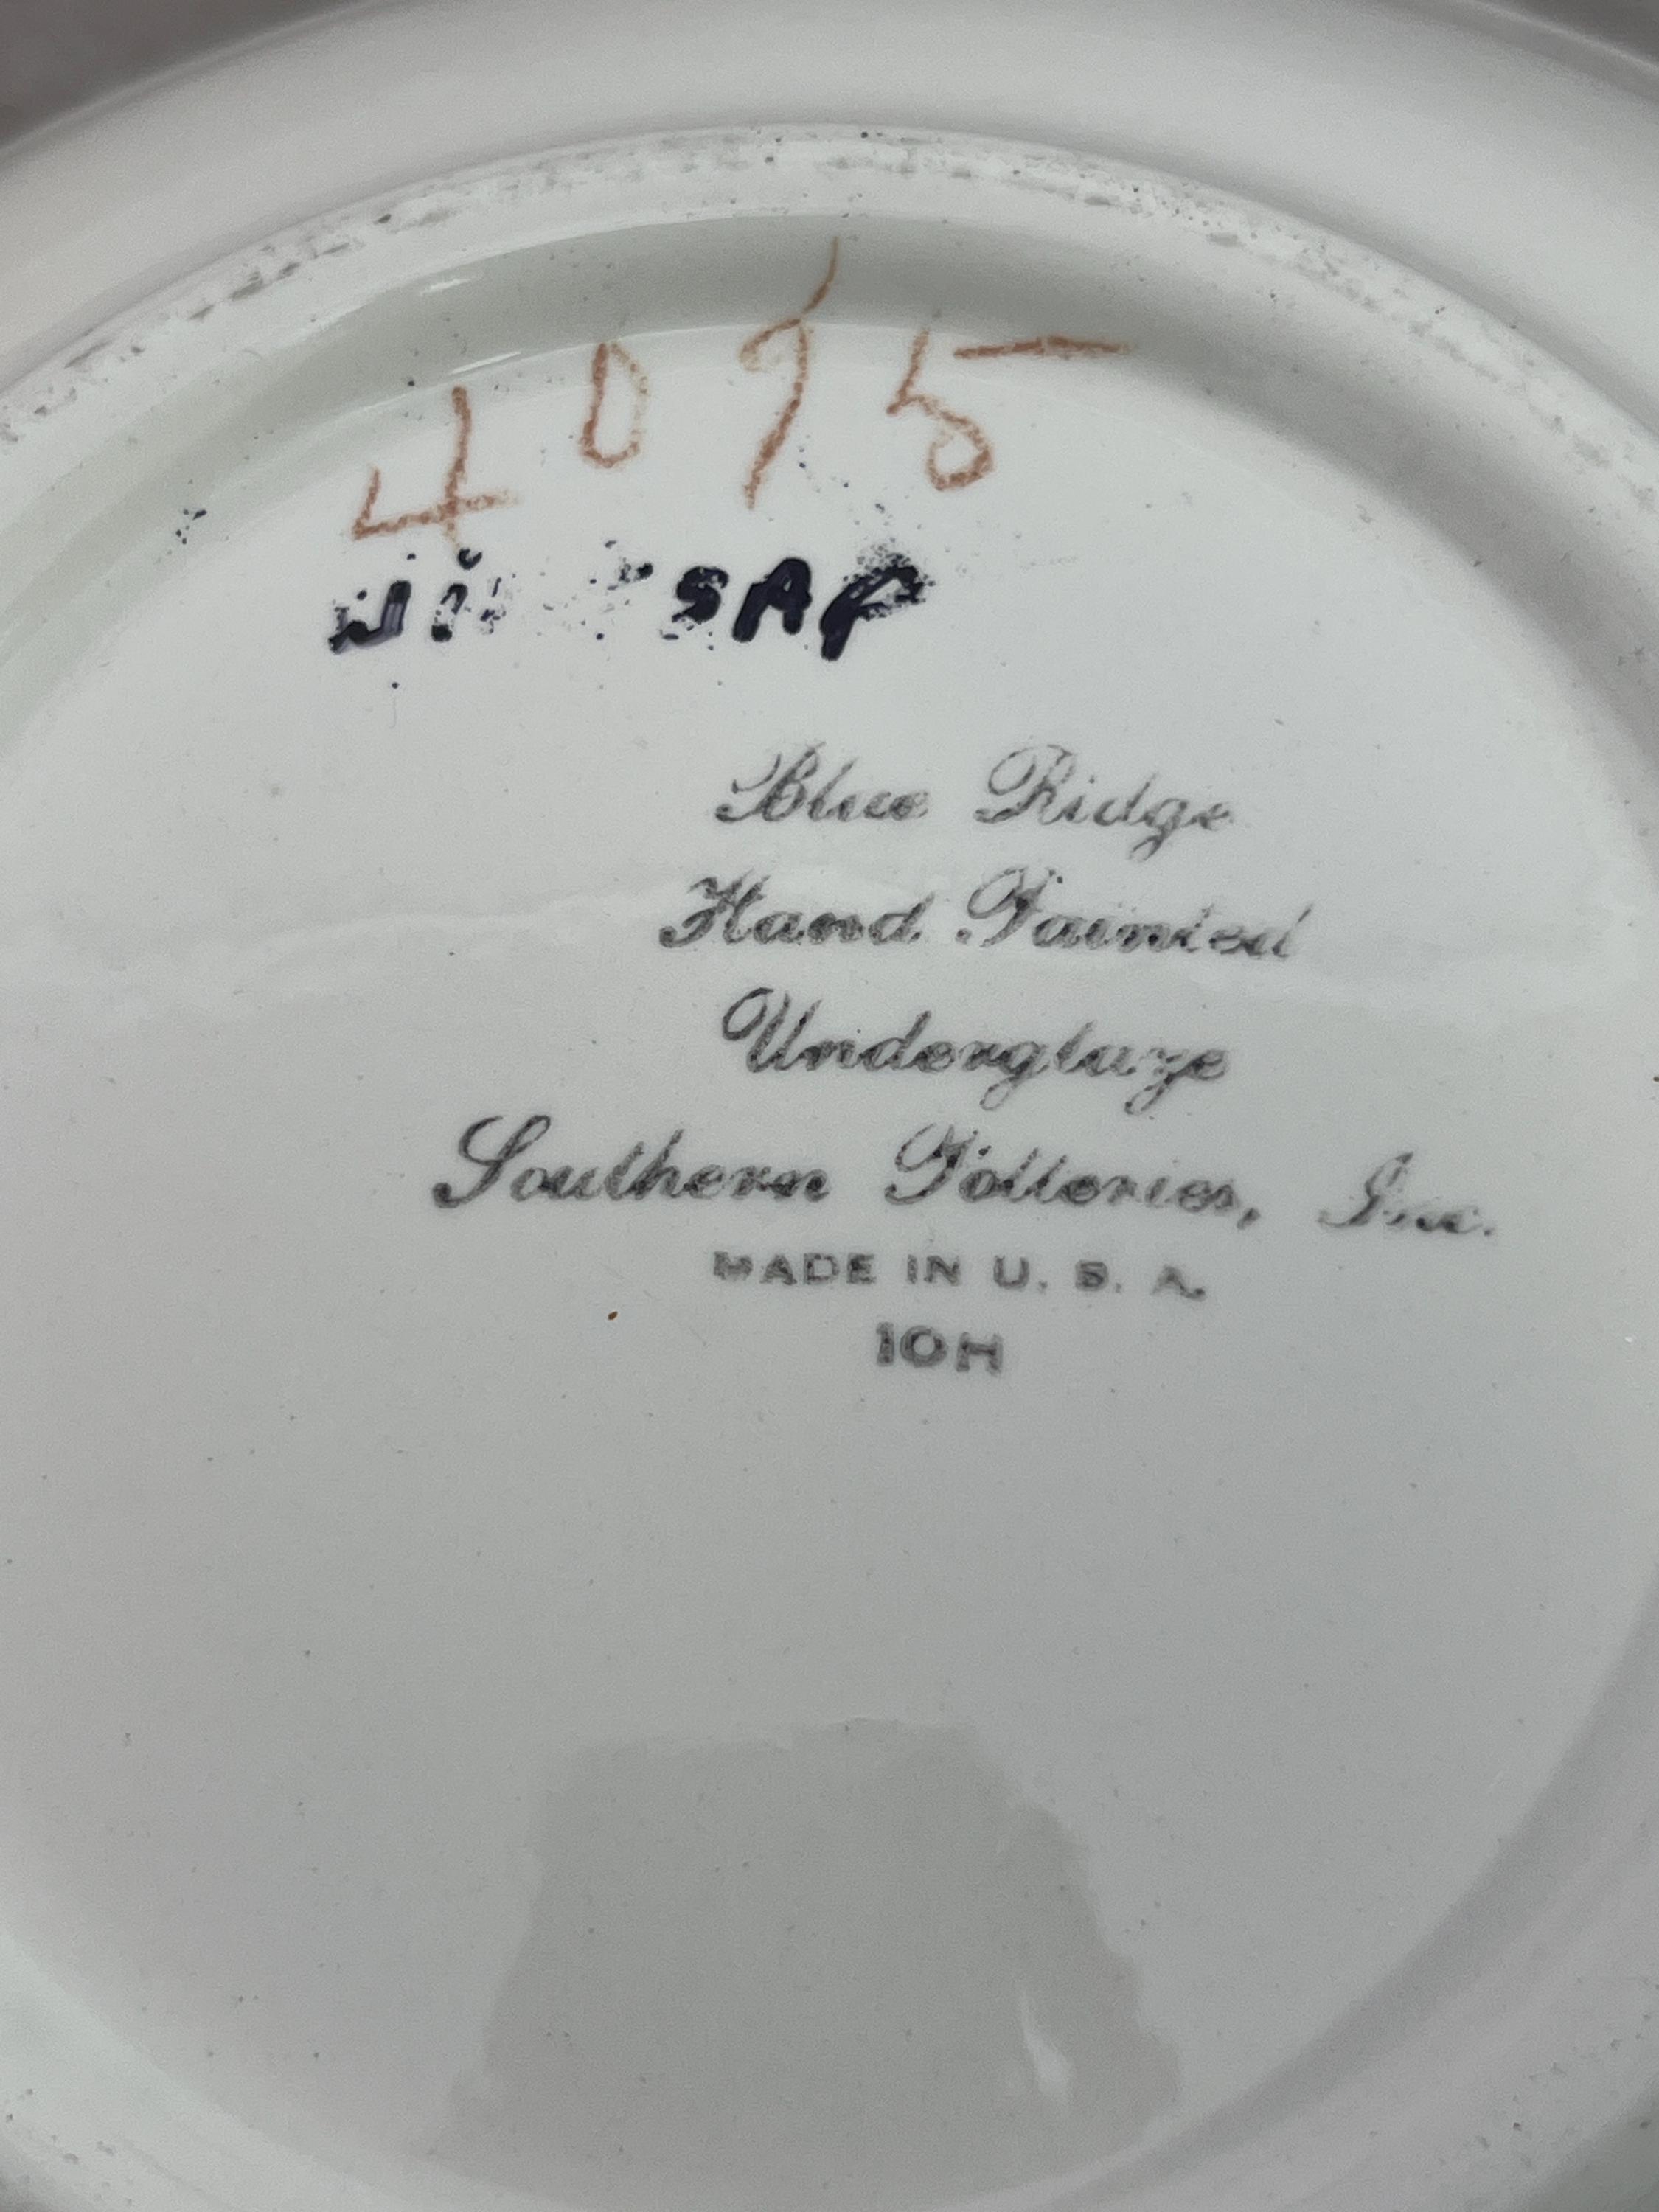 4095
SAP
Blue Ridge
Hand Painted
Underglaze
Southern Potteries, Inc.
MADE IN U. S. A.
10H